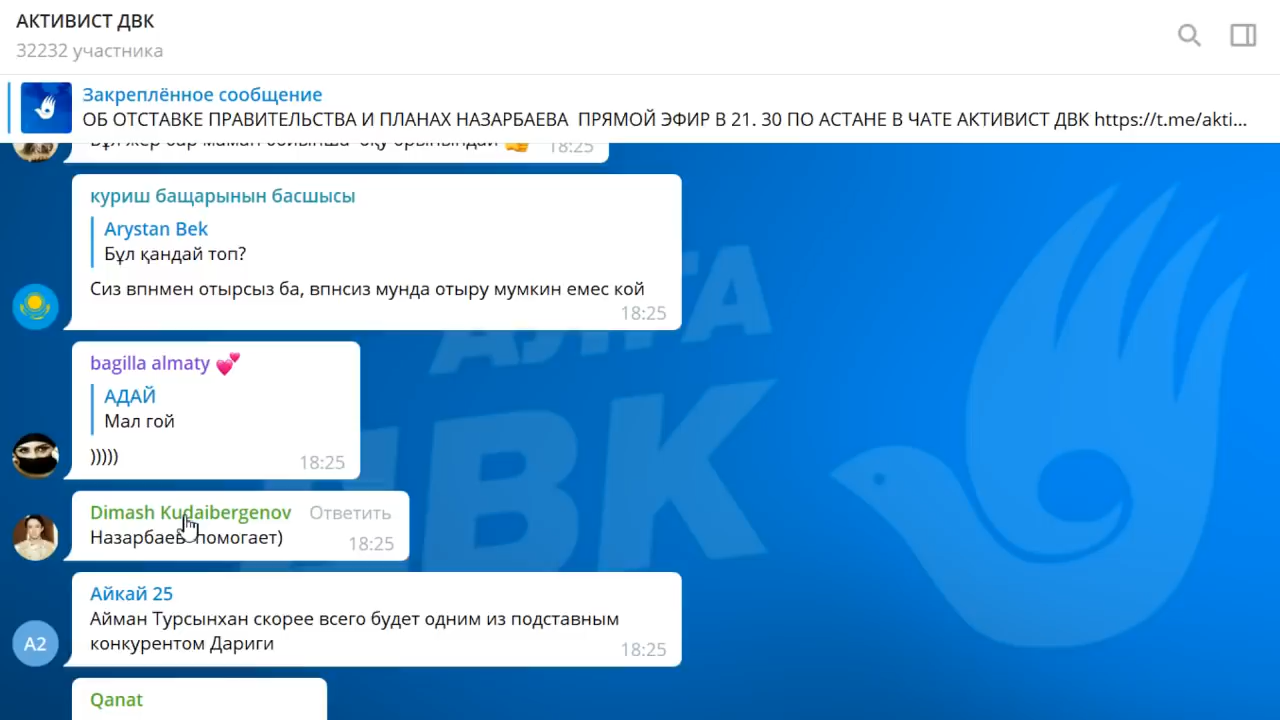 АКТИВИСТ ДВК
32232 участника
Закреплённое сообщение
ОБ ОТСТАВКЕ ПРАВИТЕЛЬСТВА И ПЛАНАХ НАЗАРБАЕВА ПРЯМОЙ ЭФИР В 21. 30 ПО АСТАНЕ В ЧАТЕ АКТИВИСТ ДВК https://t.me/akti...
18:25
куриш бащарынын басшысы
Arystan Bek
Бұл қандай топ?
Сиз впнмен отырсыз ба, впнсиз мунда отыру мумкин емес кой
18:25
bagilla almaty 💕
АДАЙ
Мал гой
)))))
18:25
Dimash Kudaibergenov Ответить
Назарбаев помогает)
18:25
Айкай 25
Айман Турсынхан скорее всего будет одним из подставным
конкурентом Дариги
18:25
A2
Qanat
АЛГА
ДВК